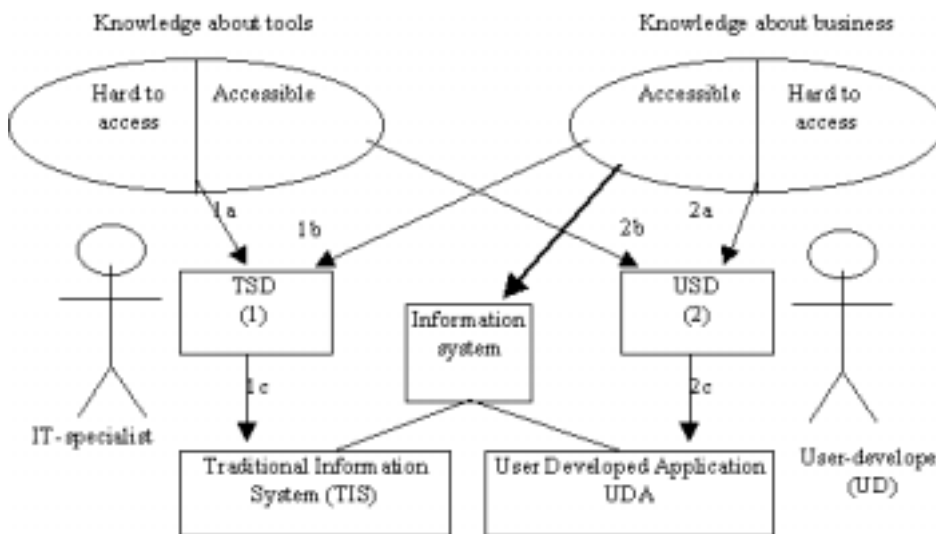 Knowledge about tools
Knowledge about business
Hard to
access
Accessible
Accessible
Hard to
access
1a
1b
2b
2a
TSD
(1)
Information
system
USD
(2)
1c
2c
IT-specialist
Traditional Information
System (TIS)
User Developed Application
UDA
User-develope
(UD)